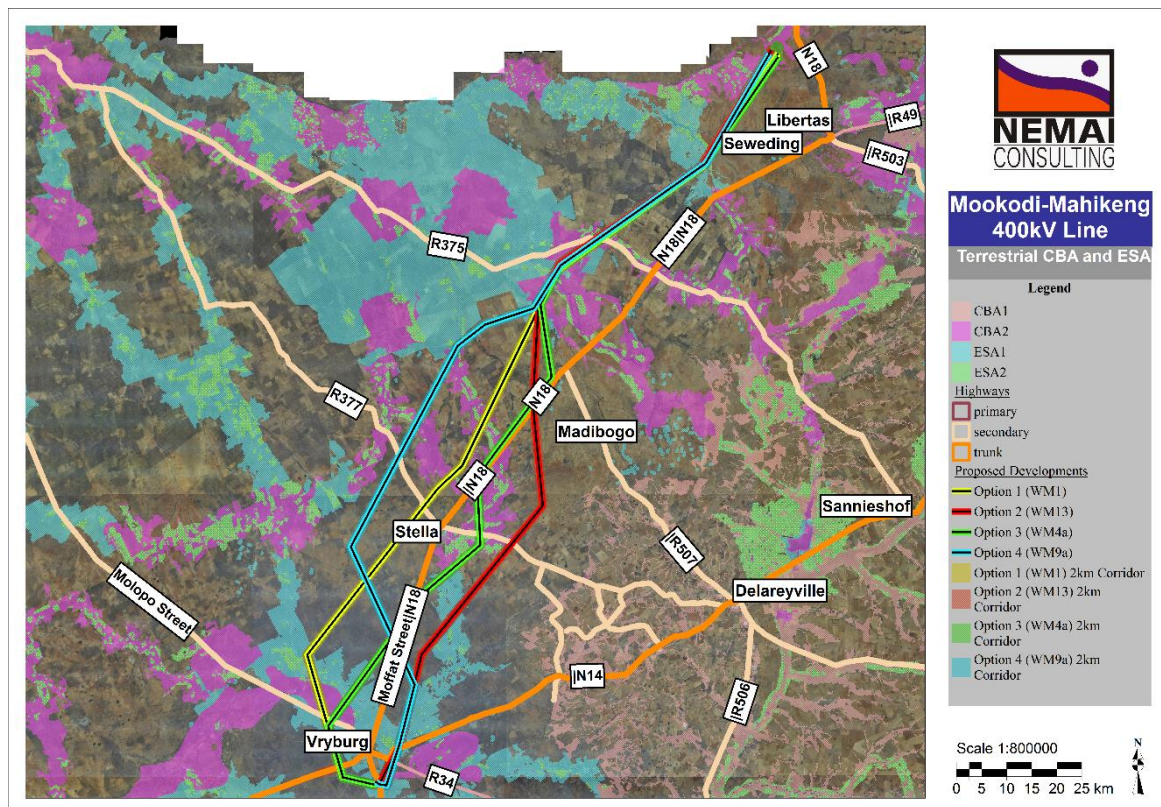 N18
Libertas
|R49
Seweding
|R503
N18|N18
R375
R377
N18
Madibogo
|N18
Stella
Sannieshof
|R507
Molopo Street
Moffat Street|N18
Delareyville
|N14
|R506
Vryburg
R34
NEMAI
CONSULTING
Mookodi-Mahikeng
400kV Line
Terrestrial CBA and ESA
Legend
CBA1
CBA2
ESA1
ESA2
Highways
primary
secondary
trunk
Proposed Developments
Option 1 (WM1)
Option 2 (WM13)
Option 3 (WM4a)
Option 4 (WM9a)
Option 1 (WM1) 2km Corridor
Option 2 (WM13) 2km
Corridor
Option 3 (WM4a) 2km
Corridor
Option 4 (WM9a) 2km
Corridor
Scale 1:800000
N
0 5 10 15 20 25 km